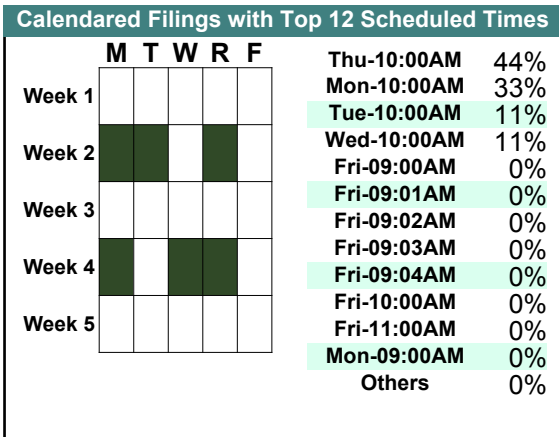 Calendared Filings with Top 12 Scheduled Times
M T W R F
Week 1
Week 2
Week 3
Week 4
Week 5
Thu-10:00AM 44%
Mon-10:00AM 33%
Tue-10:00AM 11%
Wed-10:00AM 11%
Fri-09:00AM 0%
Fri-09:01AM 0%
Fri-09:02AM 0%
Fri-09:03AM 0%
Fri-09:04AM 0%
Fri-10:00AM 0%
Fri-11:00AM 0%
Mon-09:00AM 0%
Others 0%